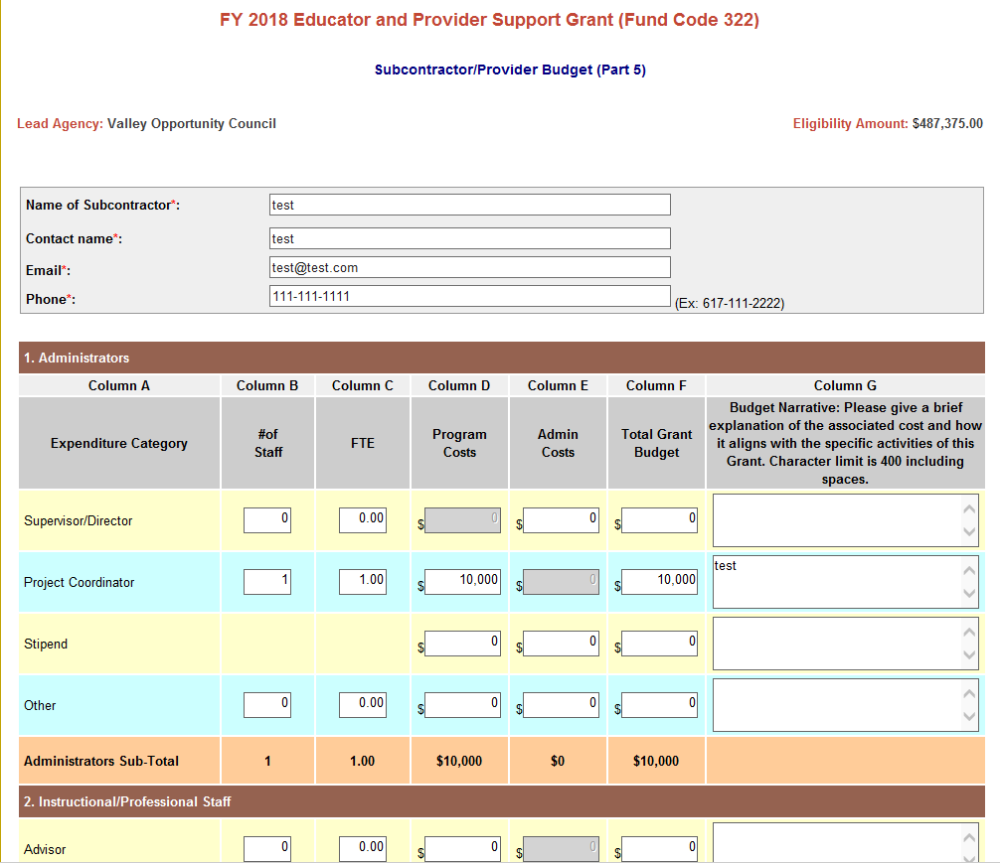 FY 2018 Educator and Provider Support Grant (Fund Code 322)
Subcontractor/Provider Budget (Part 5)
Lead Agency: Valley Opportunity Council Eligibility Amount: $487,375.00
Name of Subcontractor*: test
Contact name*: test
Email*: test@test.com
Phone*: 111-111-1111 (Ex: 617-111-2222)
1. Administrators
Column A Column B Column C Column D Column E Column F Column G
Expenditure Category #of Staff FTE Program Costs Admin Costs Total Grant Budget Budget Narrative: Please give a brief explanation of the associated cost and how it aligns with the specific activities of this Grant. Character limit is 400 including spaces.
Supervisor/Director 0 0.00 $ 0 $ 0 $ 0
Project Coordinator 1 1.00 $ 10,000 $ 0 $ 10,000 test
Stipend $ 0 $ 0 $ 0
Other 0 0.00 $ 0 $ 0 $ 0
Administrators Sub-Total 1 1.00 $10,000 $0 $10,000
2. Instructional/Professional Staff
Advisor 0 0.00 $ 0 $ 0 $ 0